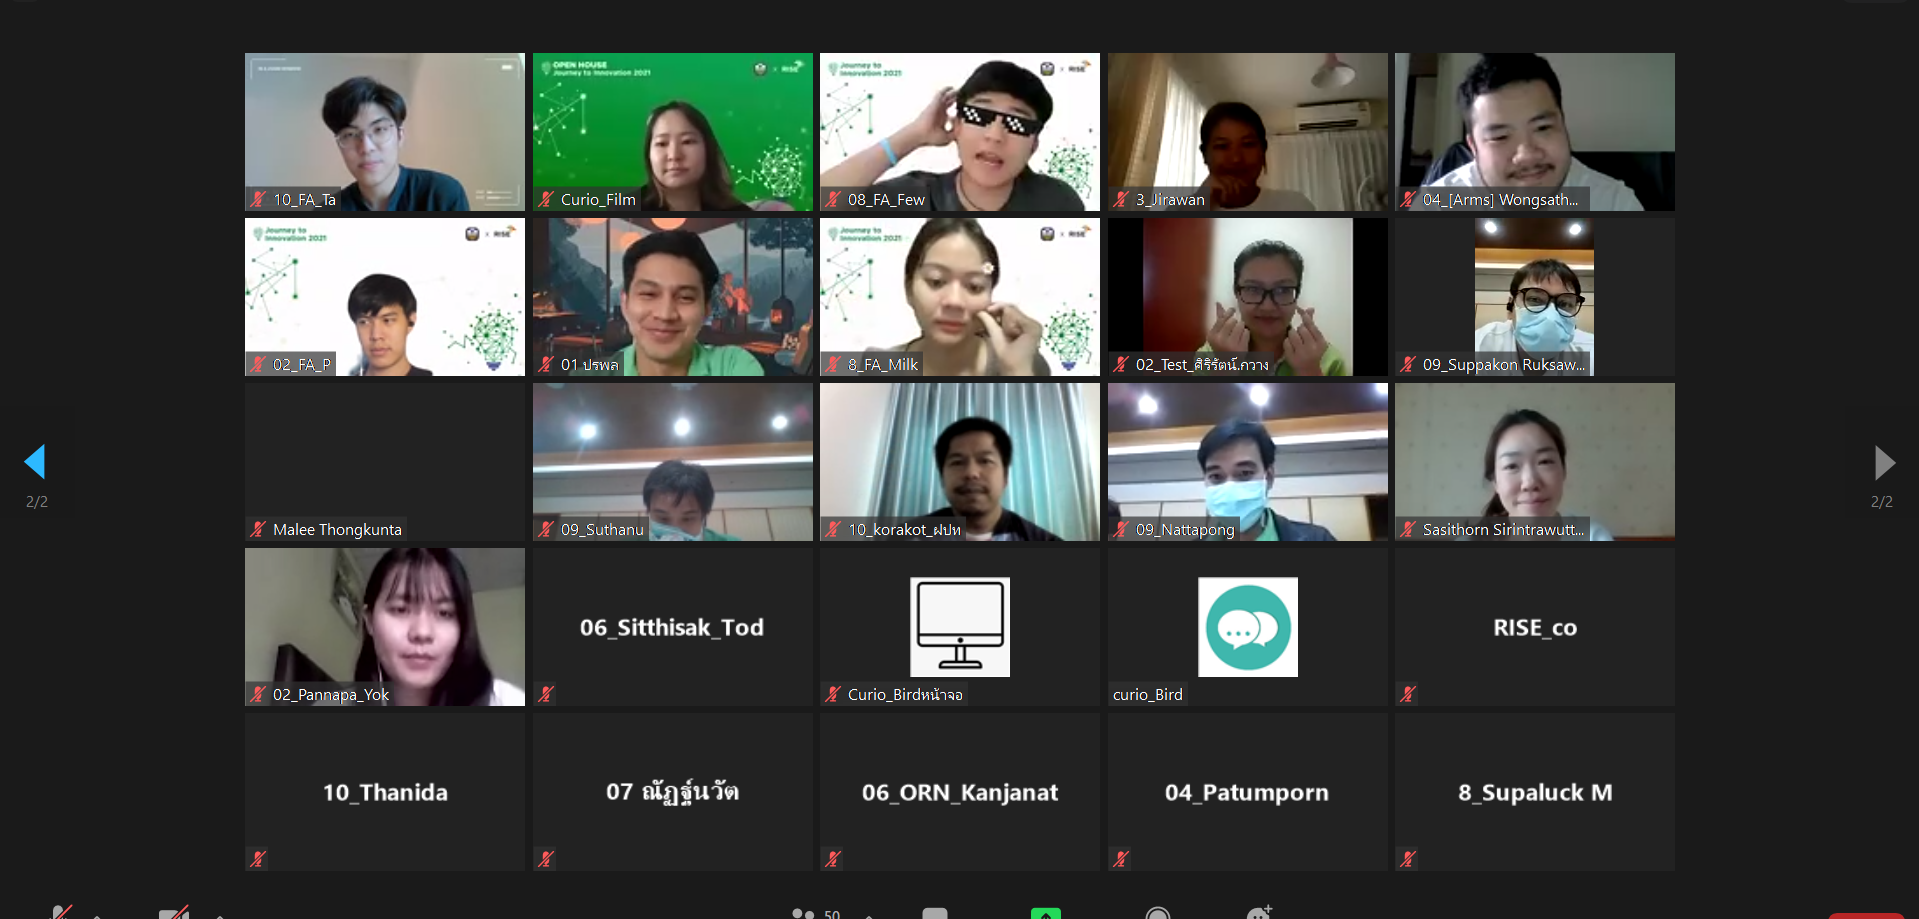 10_FA_Ta
OPEN HOUSE
Journey to Innovation 2021
x RISE
Curio_Film
Journey to
Innovation 2021
x RISE
08_FA_Few
3_Jirawan
04_[Arms] Wongsath...
Journey to
Innovation 2021
x RISE
02_FA_P
01 ปรพล
Journey to
Innovation 2021
x RISE
8_FA_Milk
02_Test_ศิริรัตน์.กวาง
09_Suppakon Ruksaw...
2/2
2/2
Malee Thongkunta
09_Suthanu
10_korakot_ฝปท
09_Nattapong
Sasithorn Sirintrawutt...
02_Pannapa_Yok
06_Sitthisak_Tod
Curio_Birdหน้าจอ
curio_Bird
RISE_co
10_Thanida
07 ณัฏฐ์นวัต
06_ORN_Kanjanat
04_Patumporn
8_Supaluck M
50